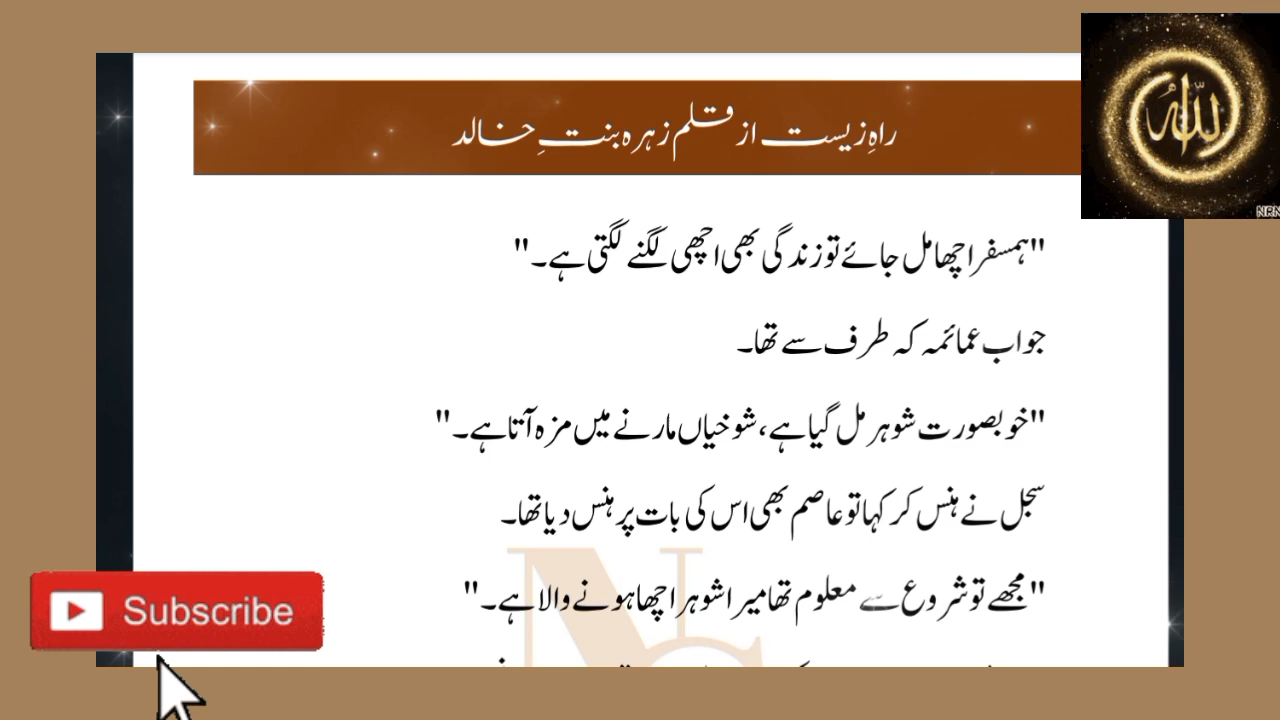 راہِ زیست از قلم زہرہ بنتِ خالد
اللہ
NRN
"ہمسفر اچھا مل جائے تو زندگی بھی اچھی لگنے لگتی ہے۔"
جواب عمائمہ کہ طرف سے تھا۔
"خوبصورت شوہر مل گیا ہے، شوخیاں مارنے میں مزہ آتا ہے۔"
سجل نے ہنس کر کہا تو عاصم بھی اس کی بات پر ہنس دیا تھا۔
"مجھے تو شروع سے معلوم تھا میرا شوہر اچھا ہونے والا ہے۔"
Subscribe